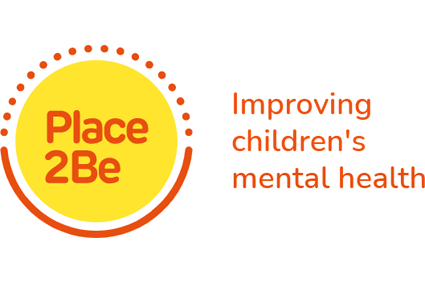 Place
2Be
Improving
children's
mental health